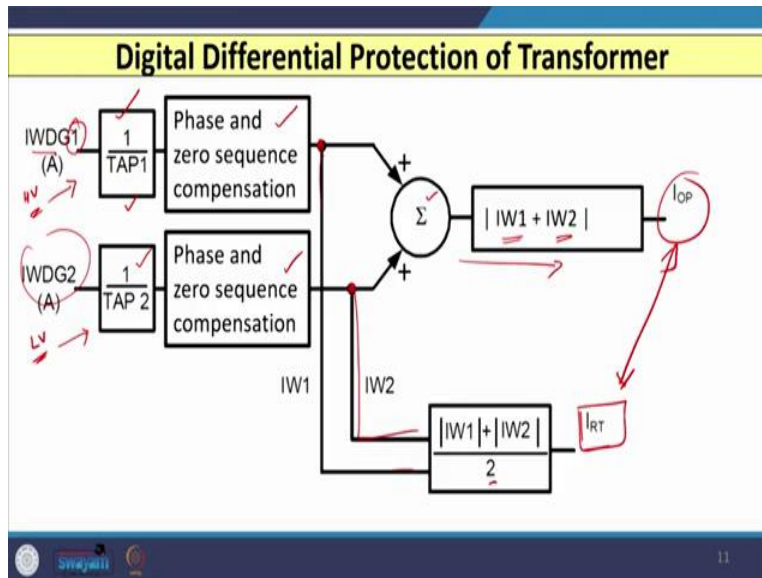 Digital Differential Protection of Transformer
IWDG1
(A)
HV
1
TAP1
Phase and
zero sequence
compensation
IWDG2
(A)
LV
1
TAP 2
Phase and
zero sequence
compensation
+
Σ
+
| IW1 + IW2 |
IOP
IW1
IW2
|IW1|+|IW2|
2
IRT
swayam
11